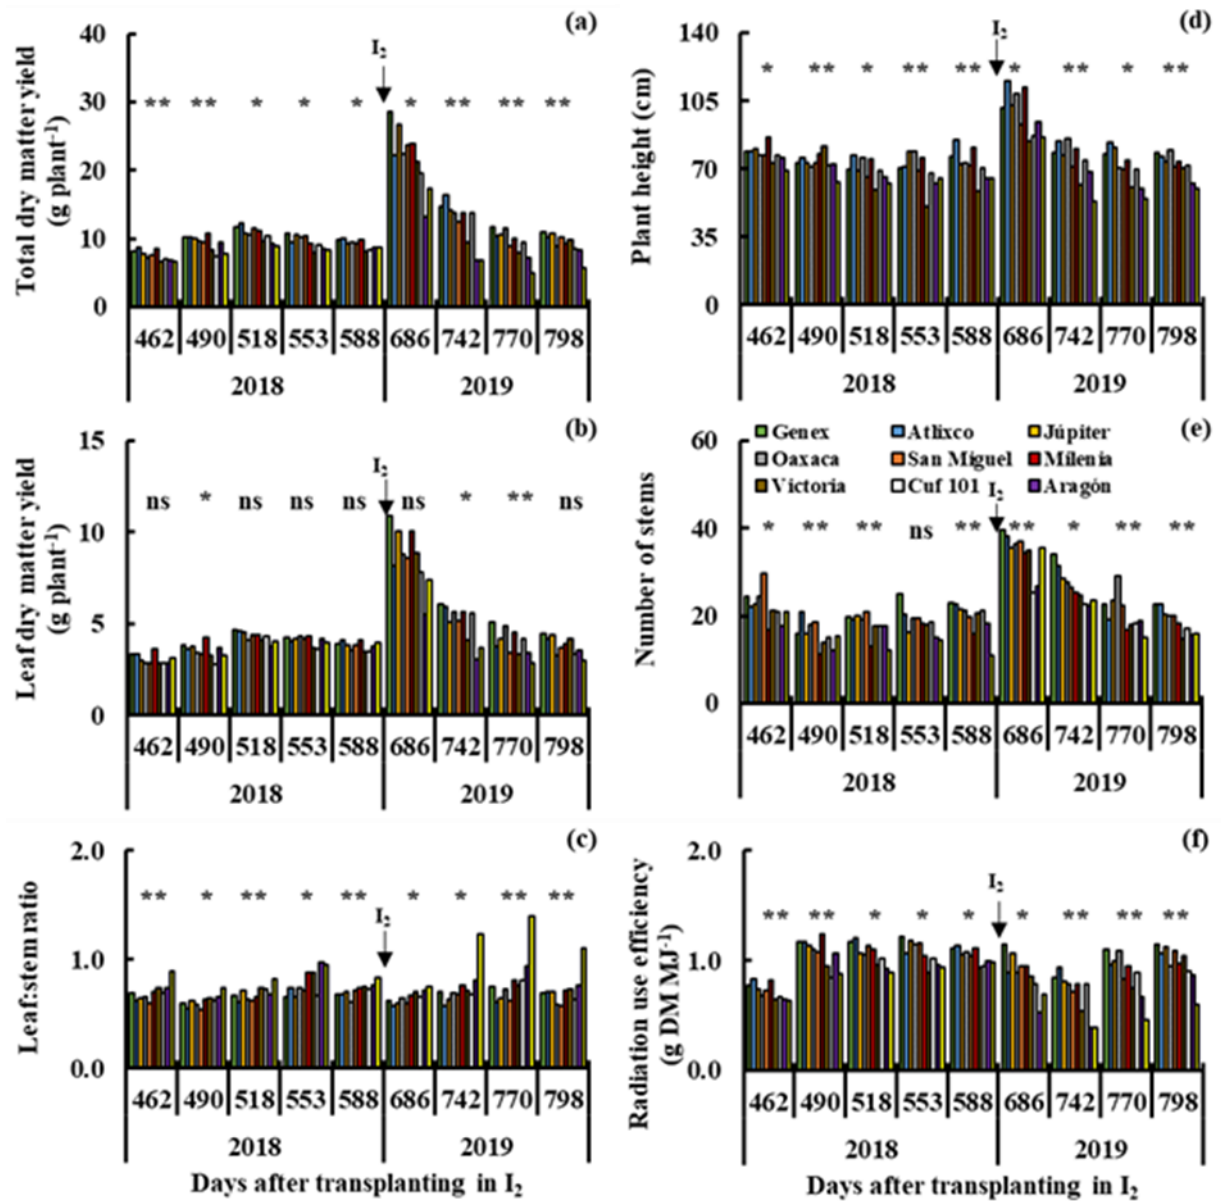 (a)
Total dry matter yield
(g plant⁻¹)
40
30
20
10
0
I₂
** ** * * * * ** ** **
462 490 518 553 588 686 742 770 798
2018 2019
(b)
Leaf dry matter yield
(g plant⁻¹)
15
10
5
0
I₂
ns * ns ns ns ns * ** ns
462 490 518 553 588 686 742 770 798
2018 2019
(c)
Leaf:stem ratio
2.0
1.0
0.0
I₂
** * ** * ** * * ** **
462 490 518 553 588 686 742 770 798
2018 2019
Days after transplanting in I₂
(d)
Plant height (cm)
140
105
70
35
0
I₂
* ** * ** ** * ** * **
462 490 518 553 588 686 742 770 798
2018 2019
(e)
Number of stems
60
40
20
0
Genex Atlixco Júpiter
Oaxaca San Miguel Milenia
Victoria Cuf 101 Aragón
I₂
* ** ** ns ** ** * ** **
462 490 518 553 588 686 742 770 798
2018 2019
(f)
Radiation use efficiency
(g DM MJ⁻¹)
2.0
1.0
0.0
I₂
** ** * * * * ** ** **
462 490 518 553 588 686 742 770 798
2018 2019
Days after transplanting in I₂